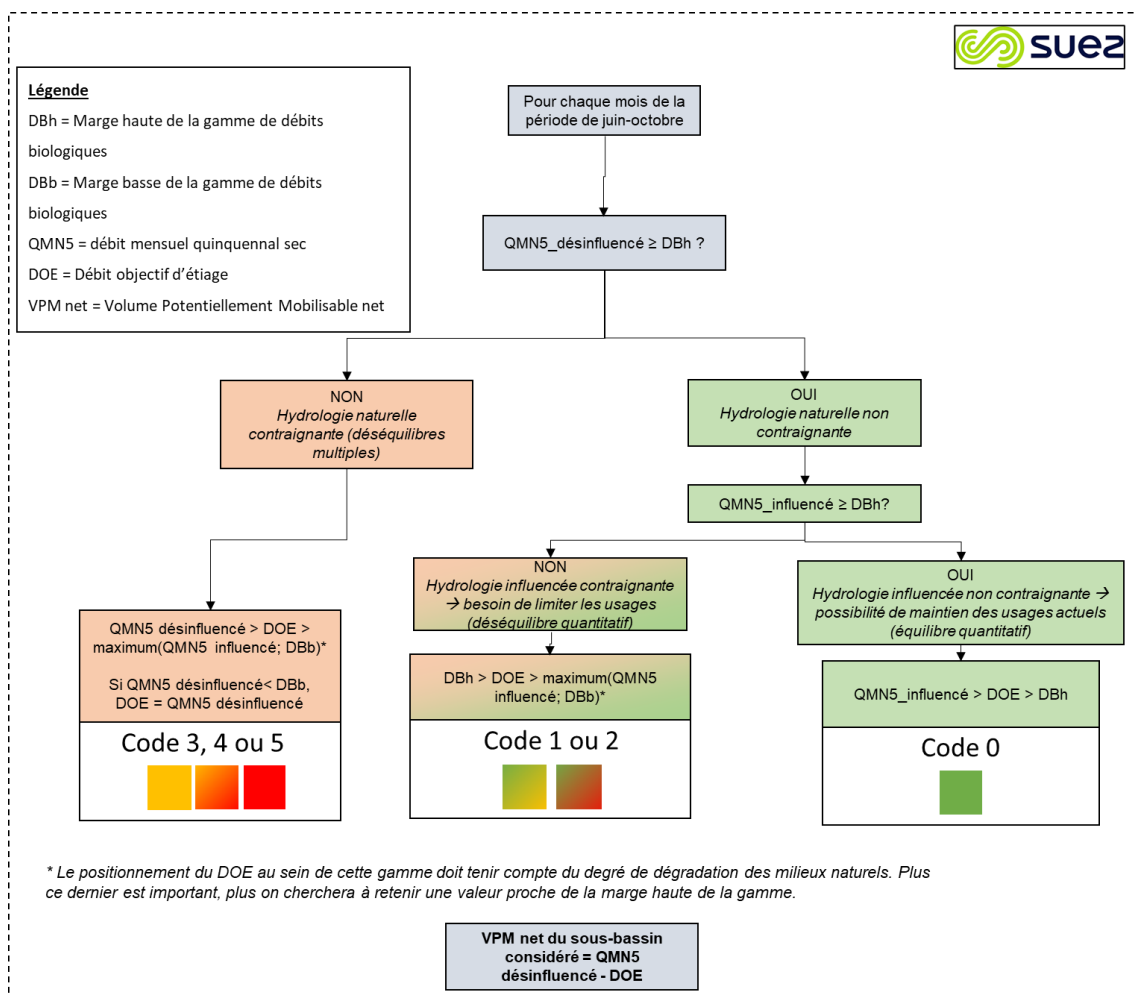 suez
Légende
DBh = Marge haute de la gamme de débits
biologiques
DBb = Marge basse de la gamme de débits
biologiques
QMN5 = débit mensuel quinquennal sec
DOE = Débit objectif d’étiage
VPM net = Volume Potentiellement Mobilisable net
Pour chaque mois de la
période de juin-octobre
QMN5_désinfluencé ≥ DBh ?
NON
Hydrologie naturelle
contraignante (déséquilibres
multiples)
OUI
Hydrologie naturelle non
contraignante
QMN5_influencé ≥ DBh?
NON
Hydrologie influencée contraignante
→ besoin de limiter les usages
(déséquilibre quantitatif)
OUI
Hydrologie influencée non contraignante →
possibilité de maintien des usages actuels
(équilibre quantitatif)
QMN5 désinfluencé > DOE >
maximum(QMN5 influencé; DBb)*
Si QMN5 désinfluencé< DBb,
DOE = QMN5 désinfluencé
Code 3, 4 ou 5
DBh > DOE > maximum(QMN5
influencé; DBb)*
Code 1 ou 2
QMN5_influencé > DOE > DBh
Code 0
* Le positionnement du DOE au sein de cette gamme doit tenir compte du degré de dégradation des milieux naturels. Plus
ce dernier est important, plus on cherchera à retenir une valeur proche de la marge haute de la gamme.
VPM net du sous-bassin
considéré = QMN5
désinfluencé - DOE